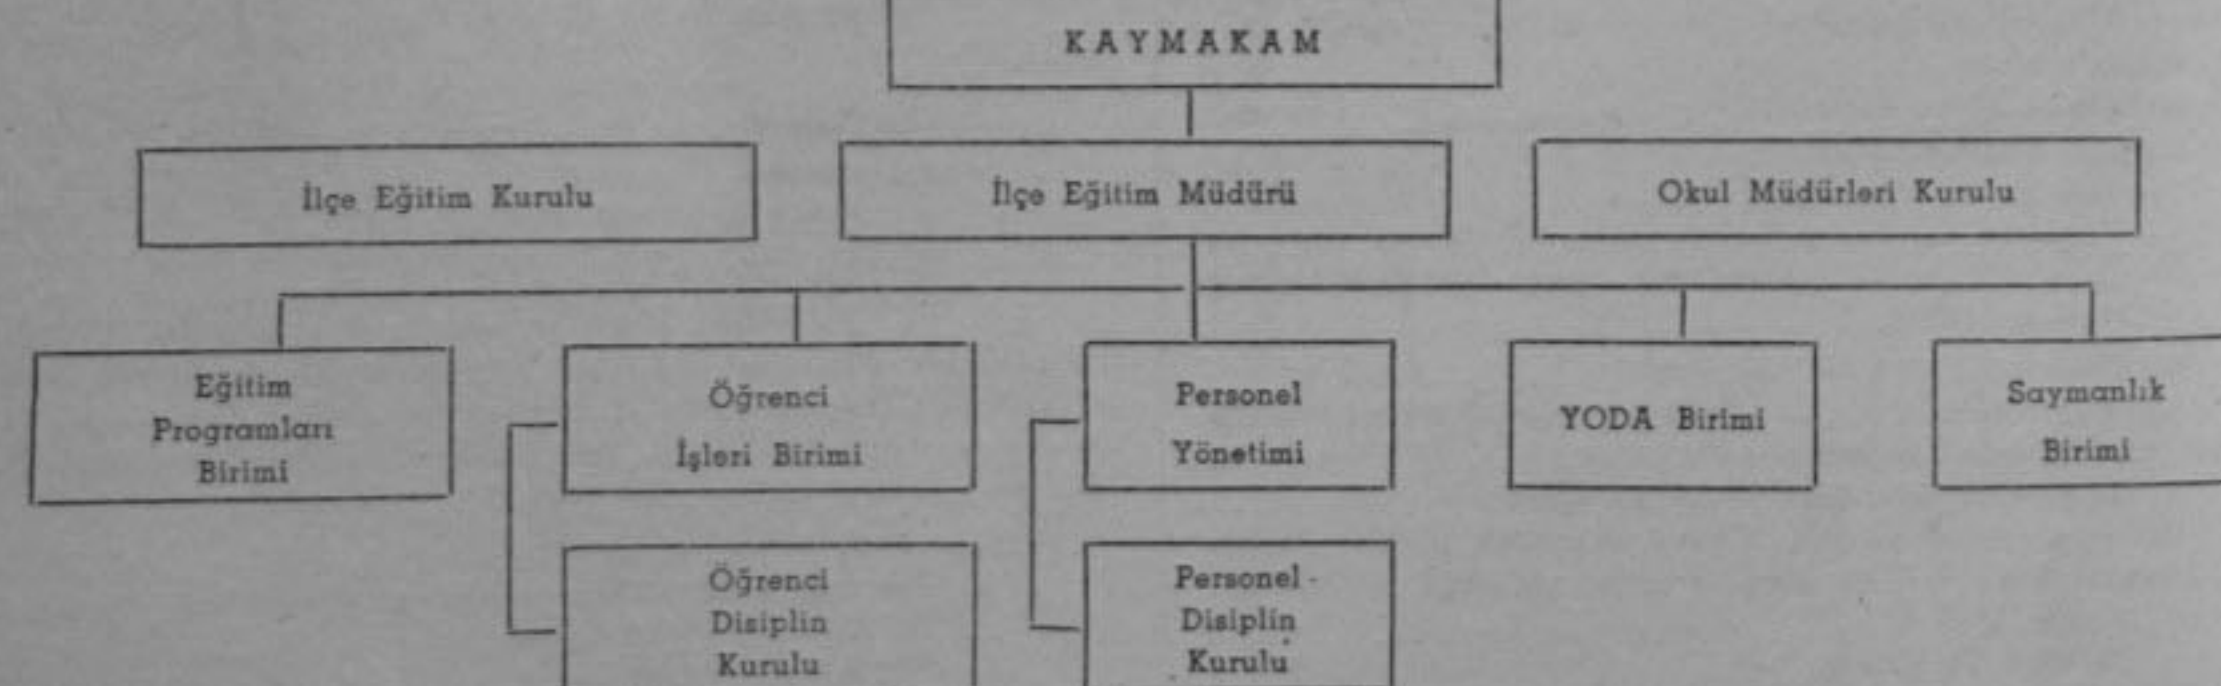 KAYMAKAM
İlçe Eğitim Kurulu
İlçe Eğitim Müdürü
Okul Müdürleri Kurulu
Eğitim
Programları
Birimi
Öğrenci
İşleri Birimi
Personel
Yönetimi
YODA Birimi
Saymanlık
Birimi
Öğrenci
Disiplin
Kurulu
Personel
Disiplin
Kurulu